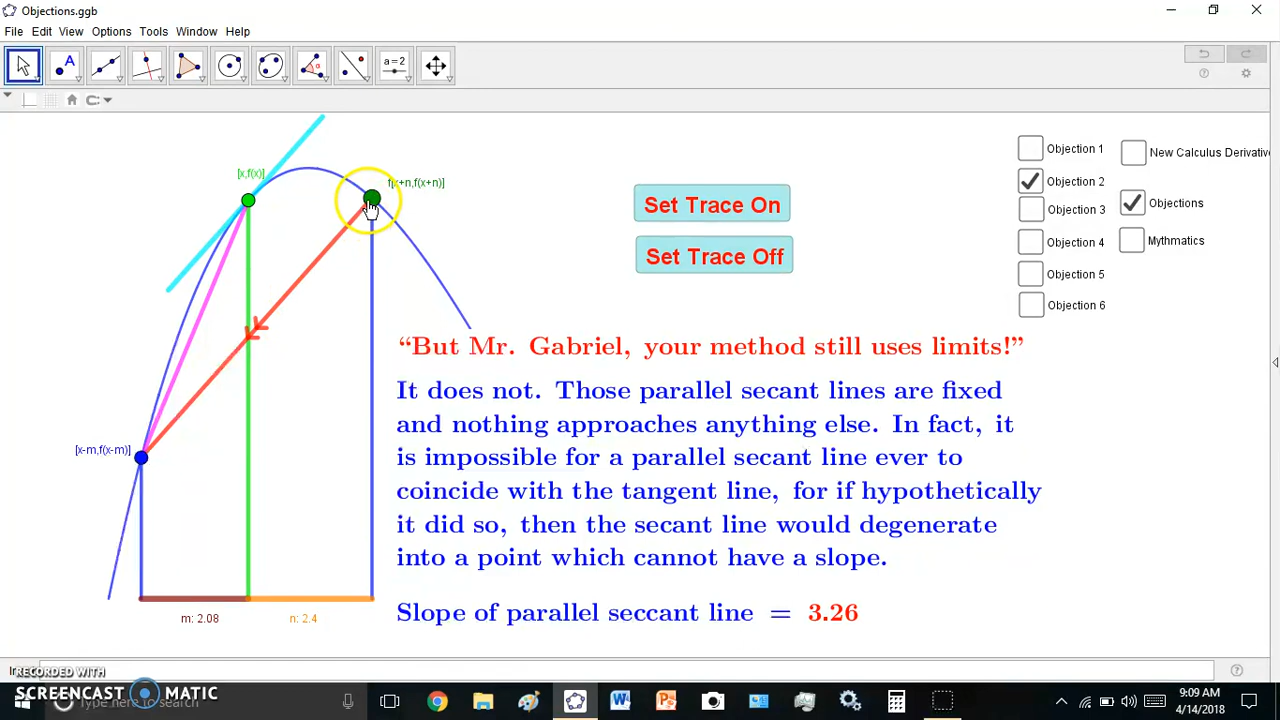 Objections.ggb
File Edit View Options Tools Window Help
A
a=2
[x,f(x)]
f[x+n,f(x+n)]
[x-m,f(x-m)]
m: 2.08
n: 2.4
Set Trace On
Set Trace Off
Objection 1
Objection 2
Objection 3
Objection 4
Objection 5
Objection 6
New Calculus Derivative
Objections
Mythmatics
“But Mr. Gabriel, your method still uses limits!”
It does not. Those parallel secant lines are fixed
and nothing approaches anything else. In fact, it
is impossible for a parallel secant line ever to
coincide with the tangent line, for if hypothetically
it did so, then the secant line would degenerate
into a point which cannot have a slope.
Slope of parallel seccant line = 3.26
RECORDED WITH
SCREENCAST MATIC
Type here to search
9:09 AM
4/14/2018